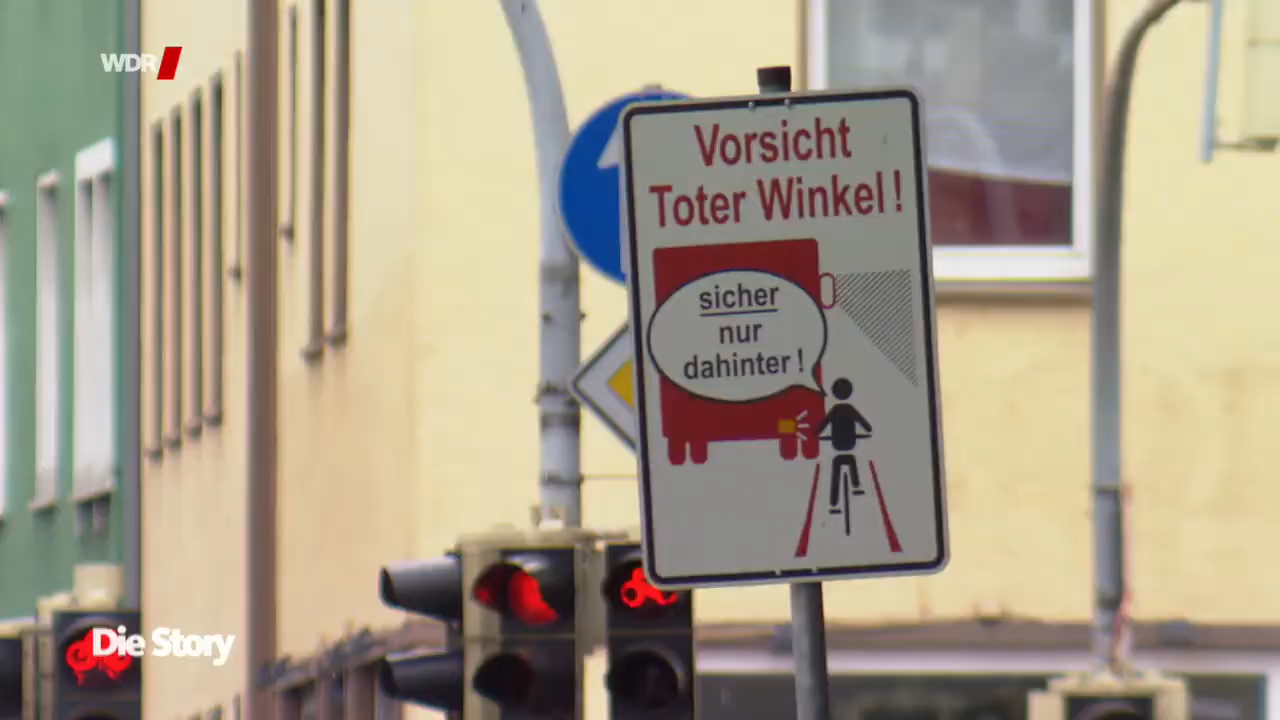 WDR
Vorsicht
Toter Winkel!
sicher
nur
dahinter!
Die Story